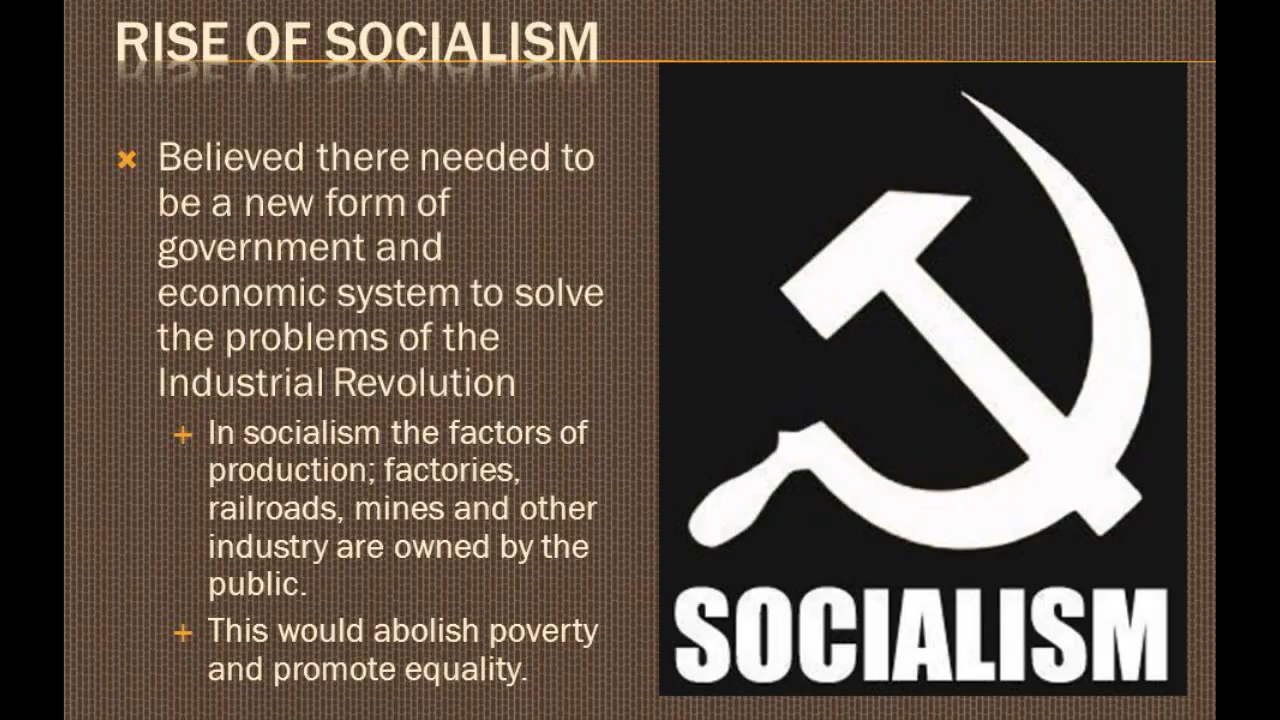 RISE OF SOCIALISM
Believed there needed to
be a new form of
government and
economic system to solve
the problems of the
Industrial Revolution
In socialism the factors of
production; factories,
railroads, mines and other
industry are owned by the
public.
This would abolish poverty
and promote equality.
SOCIALISM